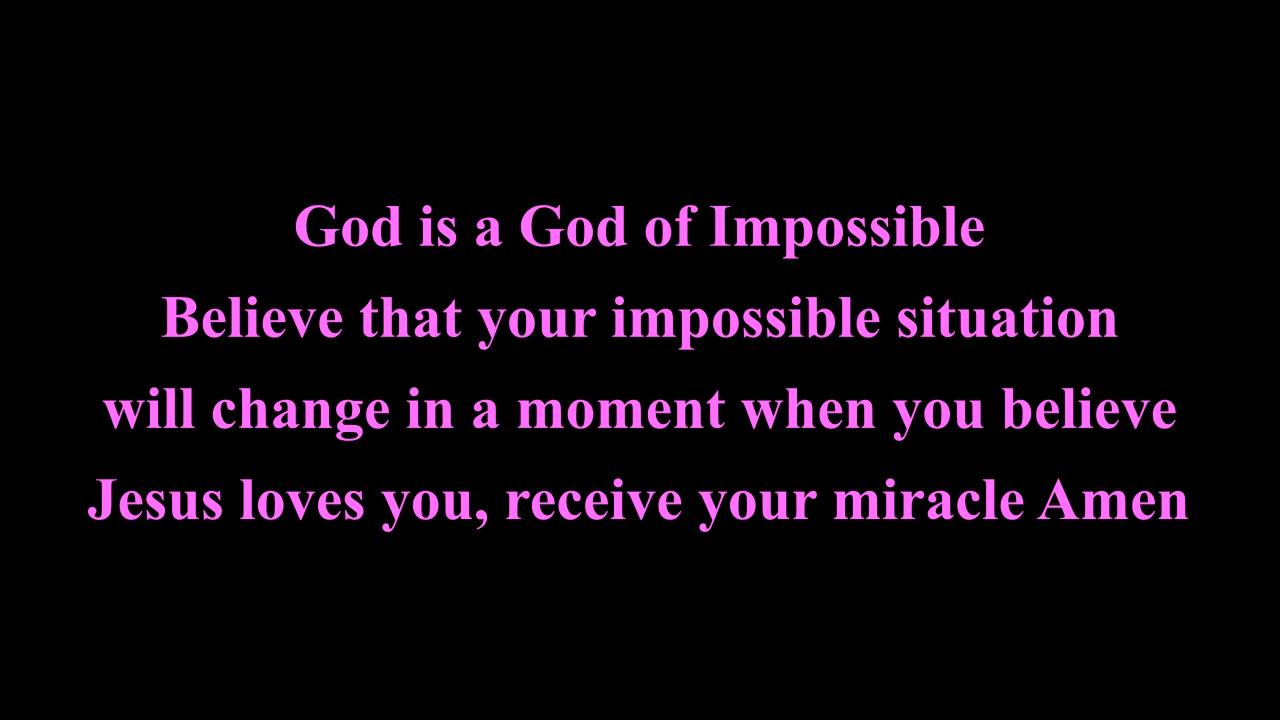 God is a God of Impossible
Believe that your impossible situation
will change in a moment when you believe
Jesus loves you, receive your miracle Amen